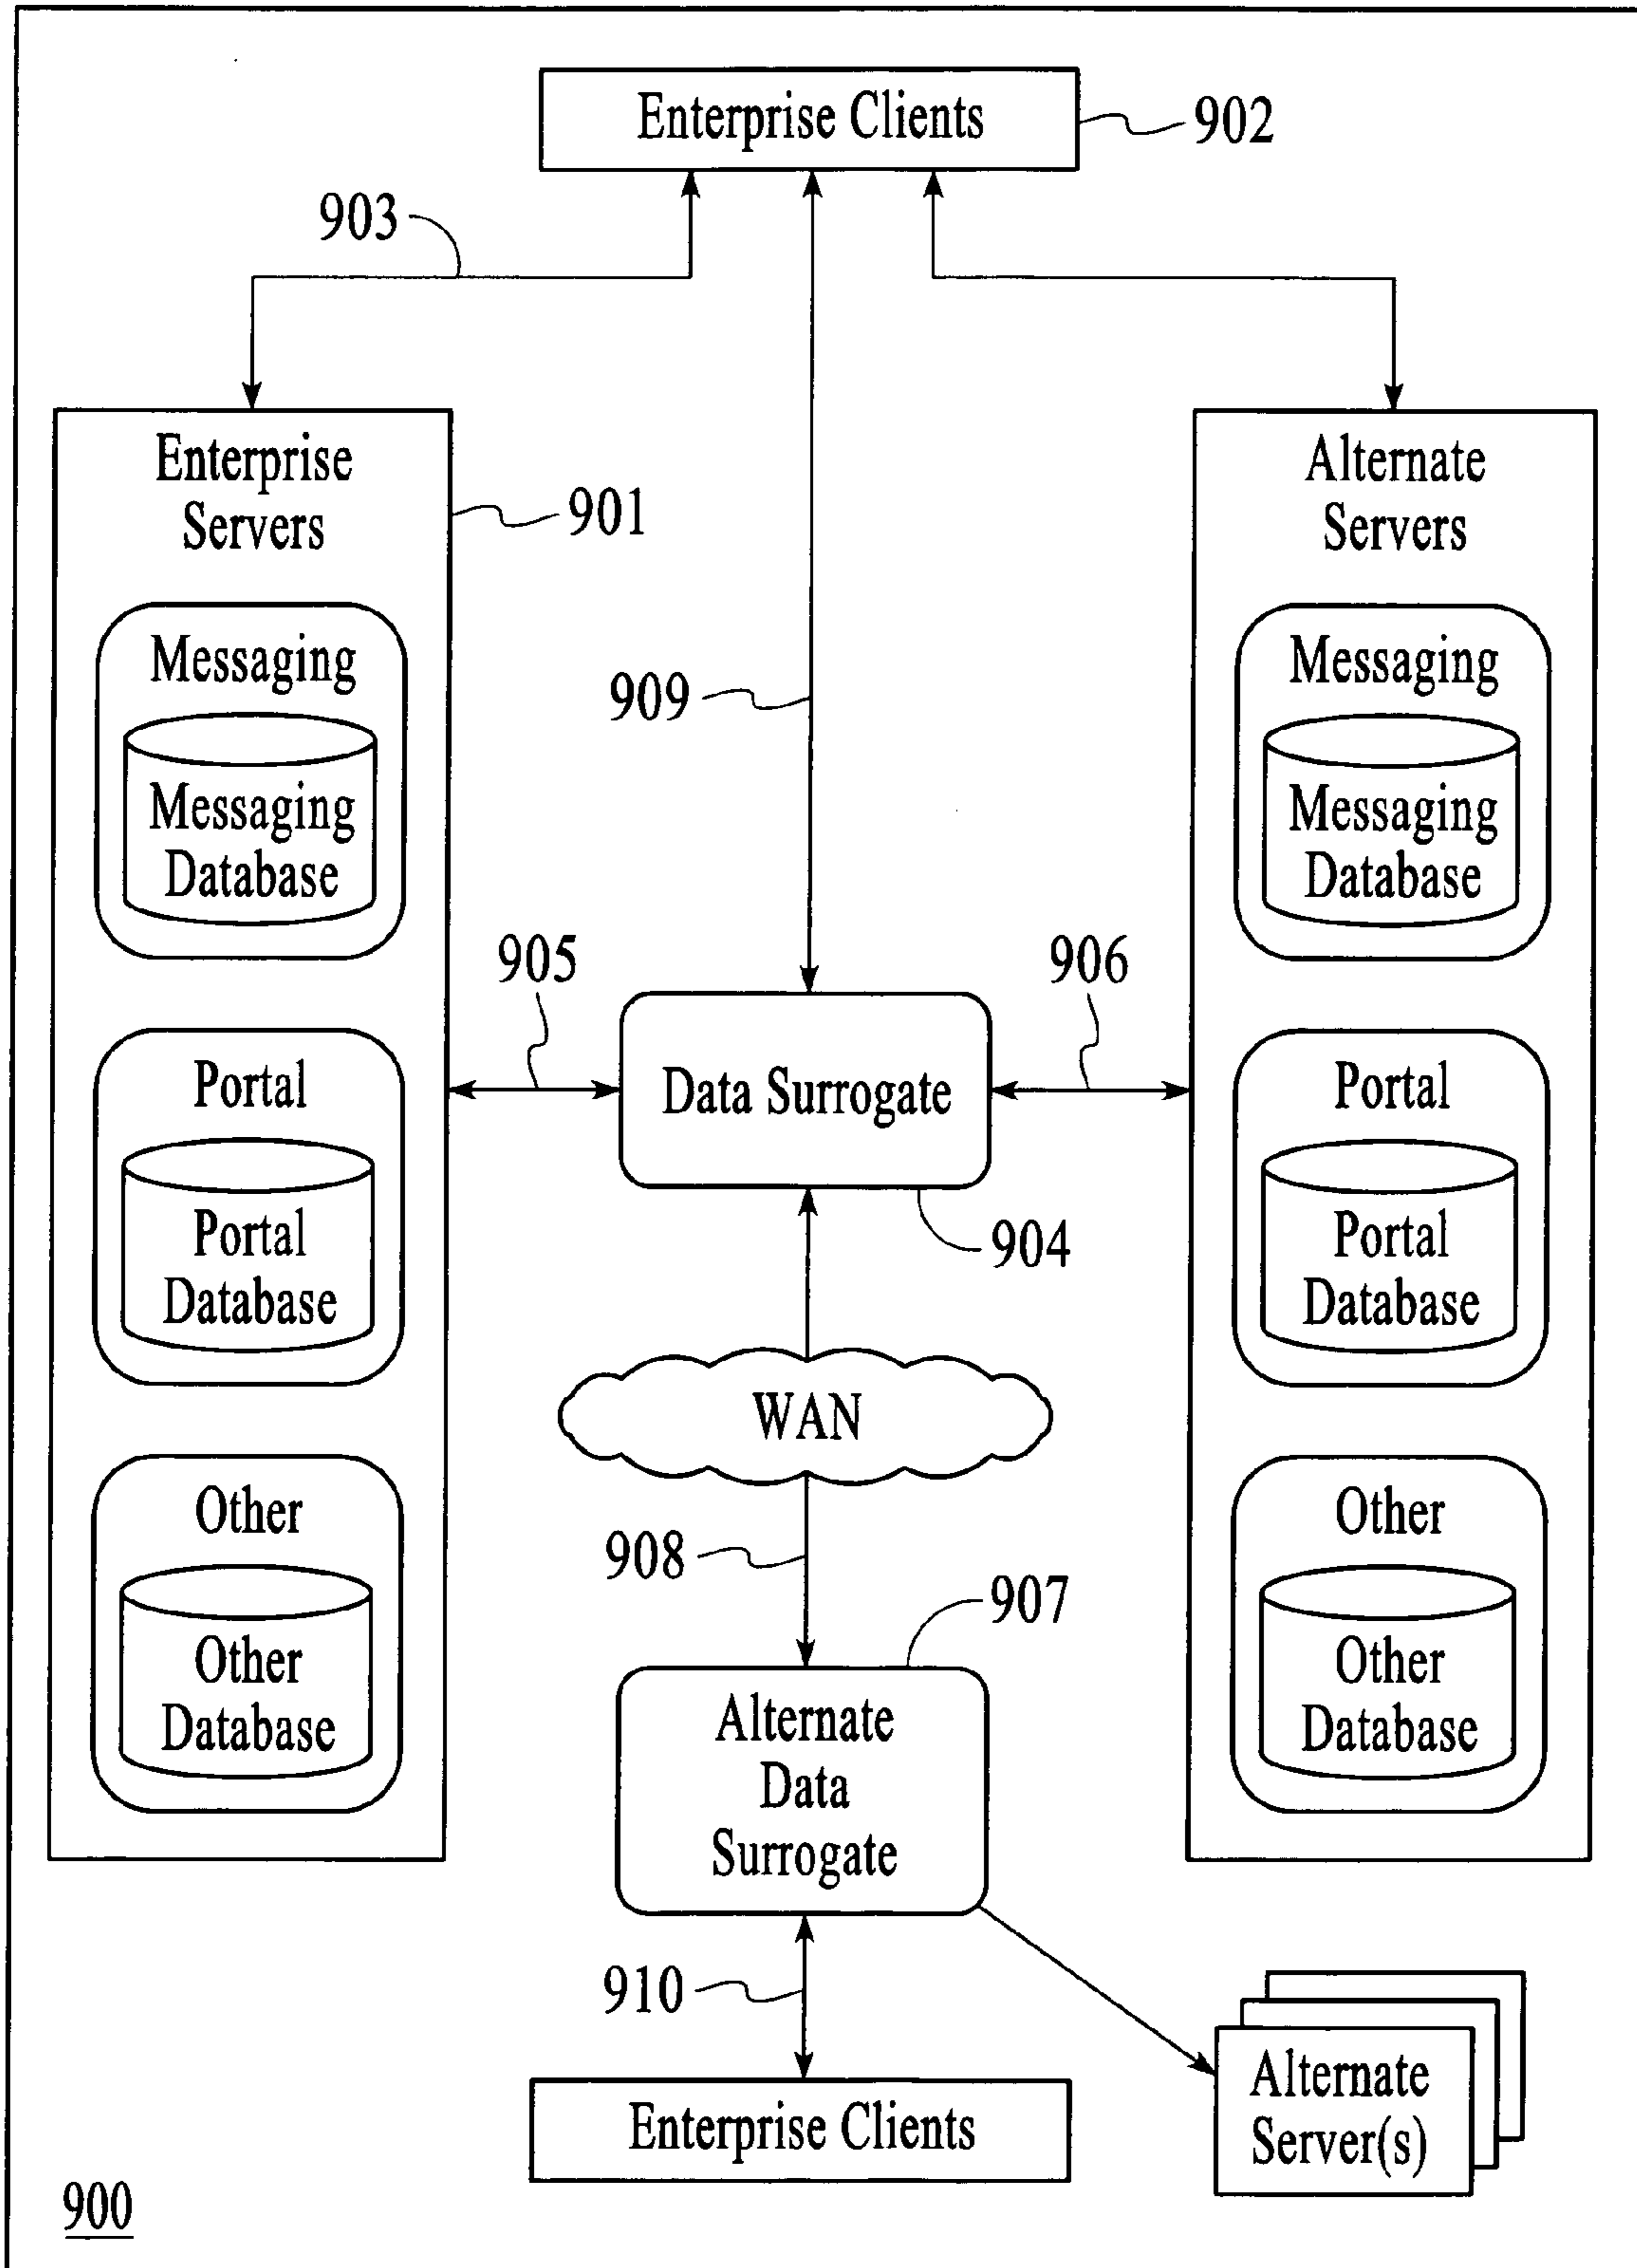 Enterprise Clients
902
903
Enterprise
Servers
901
Alternate
Servers
Messaging
Messaging
Database
909
Messaging
Messaging
Database
905
906
Portal
Portal
Database
Data Surrogate
904
Portal
Portal
Database
WAN
Other
Other
Database
908
907
Other
Other
Database
Alternate
Data
Surrogate
910
Enterprise Clients
Alternate
Server(s)
900